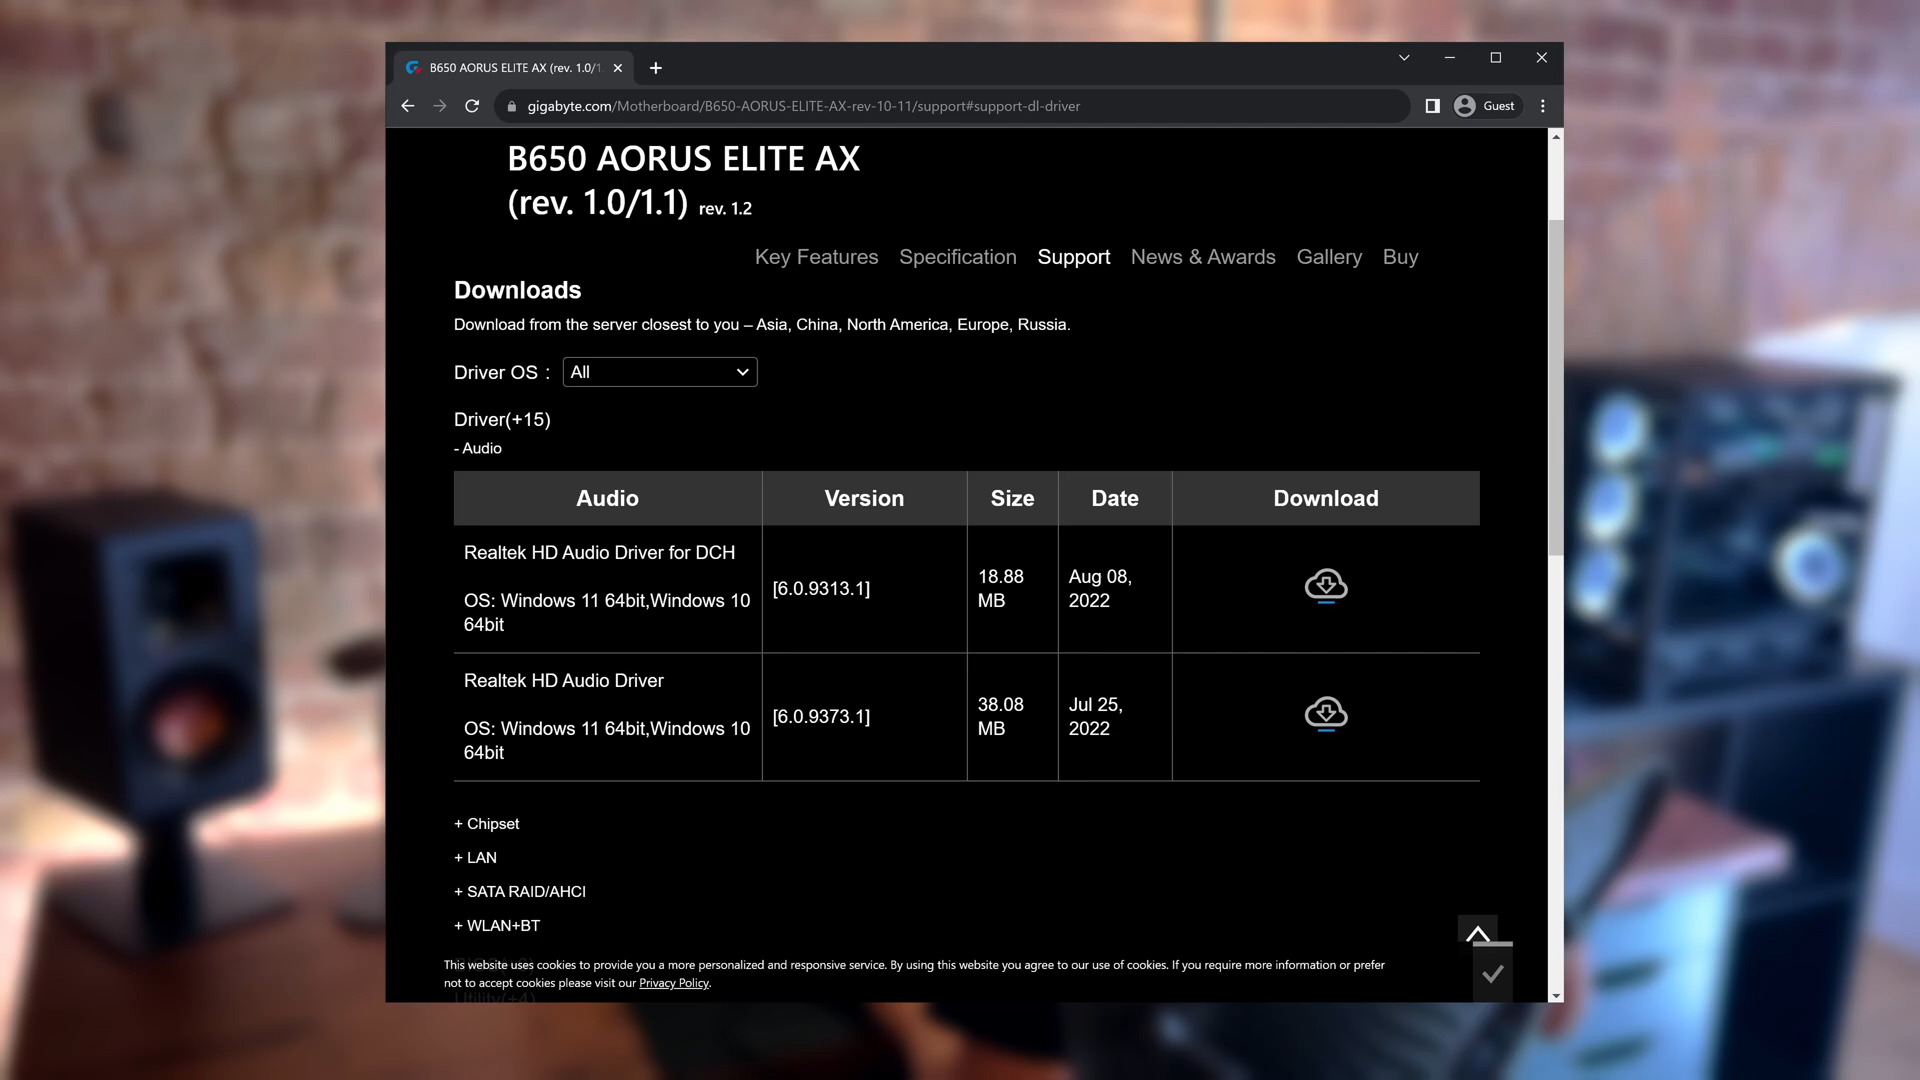 B650 AORUS ELITE AX (rev. 1.0/1
gigabyte.com/Motherboard/B650-AORUS-ELITE-AX-rev-10-11/support#support-dl-driver
Guest
B650 AORUS ELITE AX
(rev. 1.0/1.1) rev. 1.2
Key Features Specification Support News & Awards Gallery Buy
Downloads
Download from the server closest to you – Asia, China, North America, Europe, Russia.
Driver OS : All
Driver(+15)
- Audio
Audio Version Size Date Download
Realtek HD Audio Driver for DCH
OS: Windows 11 64bit,Windows 10
64bit
[6.0.9313.1]
18.88
MB
Aug 08,
2022
Realtek HD Audio Driver
OS: Windows 11 64bit,Windows 10
64bit
[6.0.9373.1]
38.08
MB
Jul 25,
2022
+ Chipset
+ LAN
+ SATA RAID/AHCI
+ WLAN+BT
This website uses cookies to provide you a more personalized and responsive service. By using this website you agree to our use of cookies. If you require more information or prefer
not to accept cookies please visit our Privacy Policy.
Utility(+4)